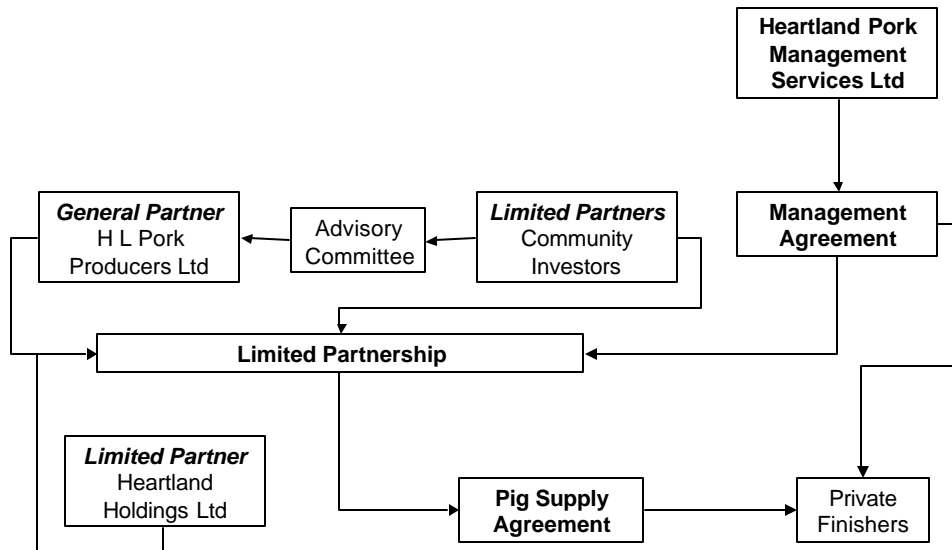 Heartland Pork
Management
Services Ltd
General Partner
H L Pork
Producers Ltd
Advisory
Committee
Limited Partners
Community
Investors
Management
Agreement
Limited Partnership
Limited Partner
Heartland
Holdings Ltd
Pig Supply
Agreement
Private
Finishers